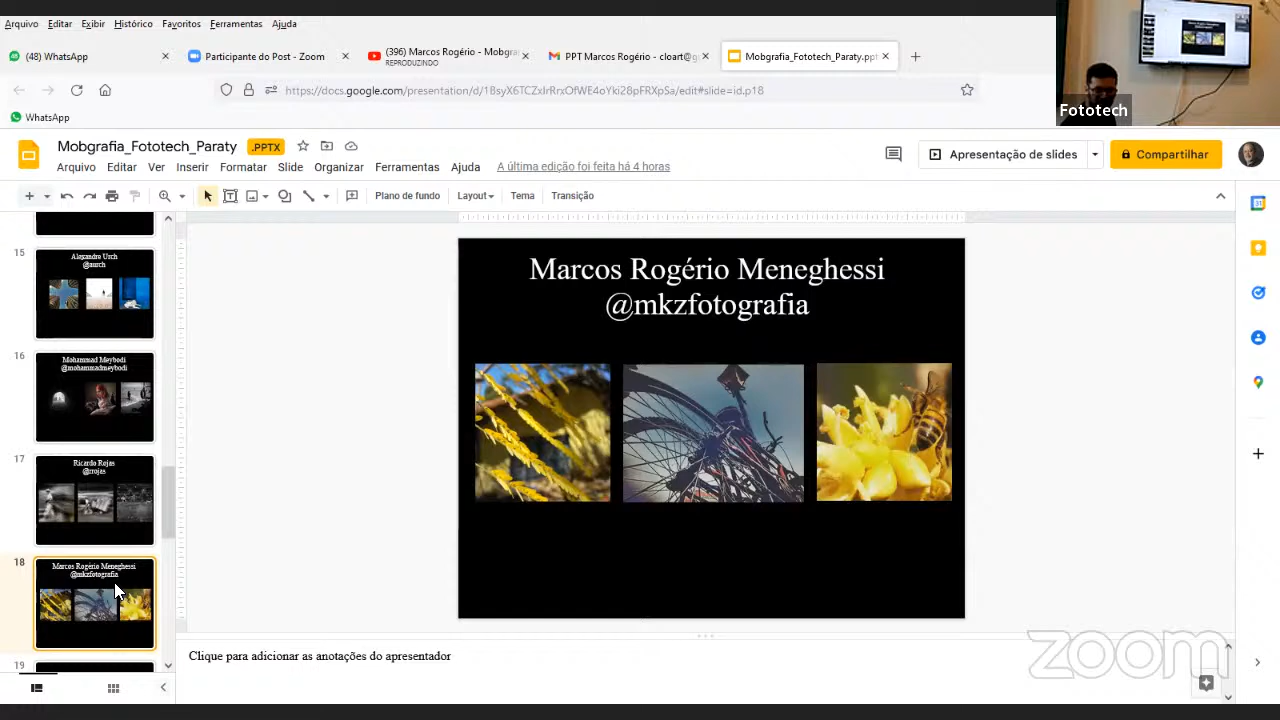 Arquivo Editar Exibir Histórico Favoritos Ferramentas Ajuda
(48) WhatsApp
Participante do Post - Zoom
(396) Marcos Rogério - Mobgra
REPRODUZINDO
PPT Marcos Rogério - cloart@g
Mobgrafia_Fototech_Paraty.ppt
https://docs.google.com/presentation/d/1BsyX6TCZxIrRrxOfWE4oYki28pFRXpSa/edit#slide=id.p18
WhatsApp
Fototech
Mobgrafia_Fototech_Paraty
.PPTX
Apresentação de slides
Compartilhar
Arquivo Editar Ver Inserir Formatar Slide Organizar Ferramentas Ajuda
A última edição foi feita há 4 horas
Plano de fundo Layout Tema Transição
15
Alexandre Urch
@aurch
16
Mohammad Meybodi
@mohammadmeybodi
17
Ricardo Rojas
@rrojas
18
Marcos Rogério Meneghessi
@mkzfotografia
19
Marcos Rogério Meneghessi
@mkzfotografia
Clique para adicionar as anotações do apresentador
zoom